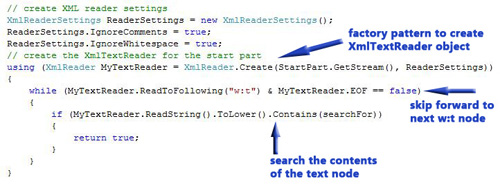 // create XML reader settings
XmlReaderSettings ReaderSettings = new XmlReaderSettings();
ReaderSettings.IgnoreComments = true;
ReaderSettings.IgnoreWhitespace = true;
// create the XmlTextReader for the start part
factory pattern to create
XmlTextReader object
using (XmlReader MyTextReader = XmlReader.Create(StartPart.GetStream(), ReaderSettings))
{
while (MyTextReader.ReadToFollowing("w:t") & MyTextReader.EOF == false)
skip forward to
next w:t node
{
if (MyTextReader.ReadString().ToLower().Contains(searchFor))
{
return true;
}
search the contents
of the text node
}
}